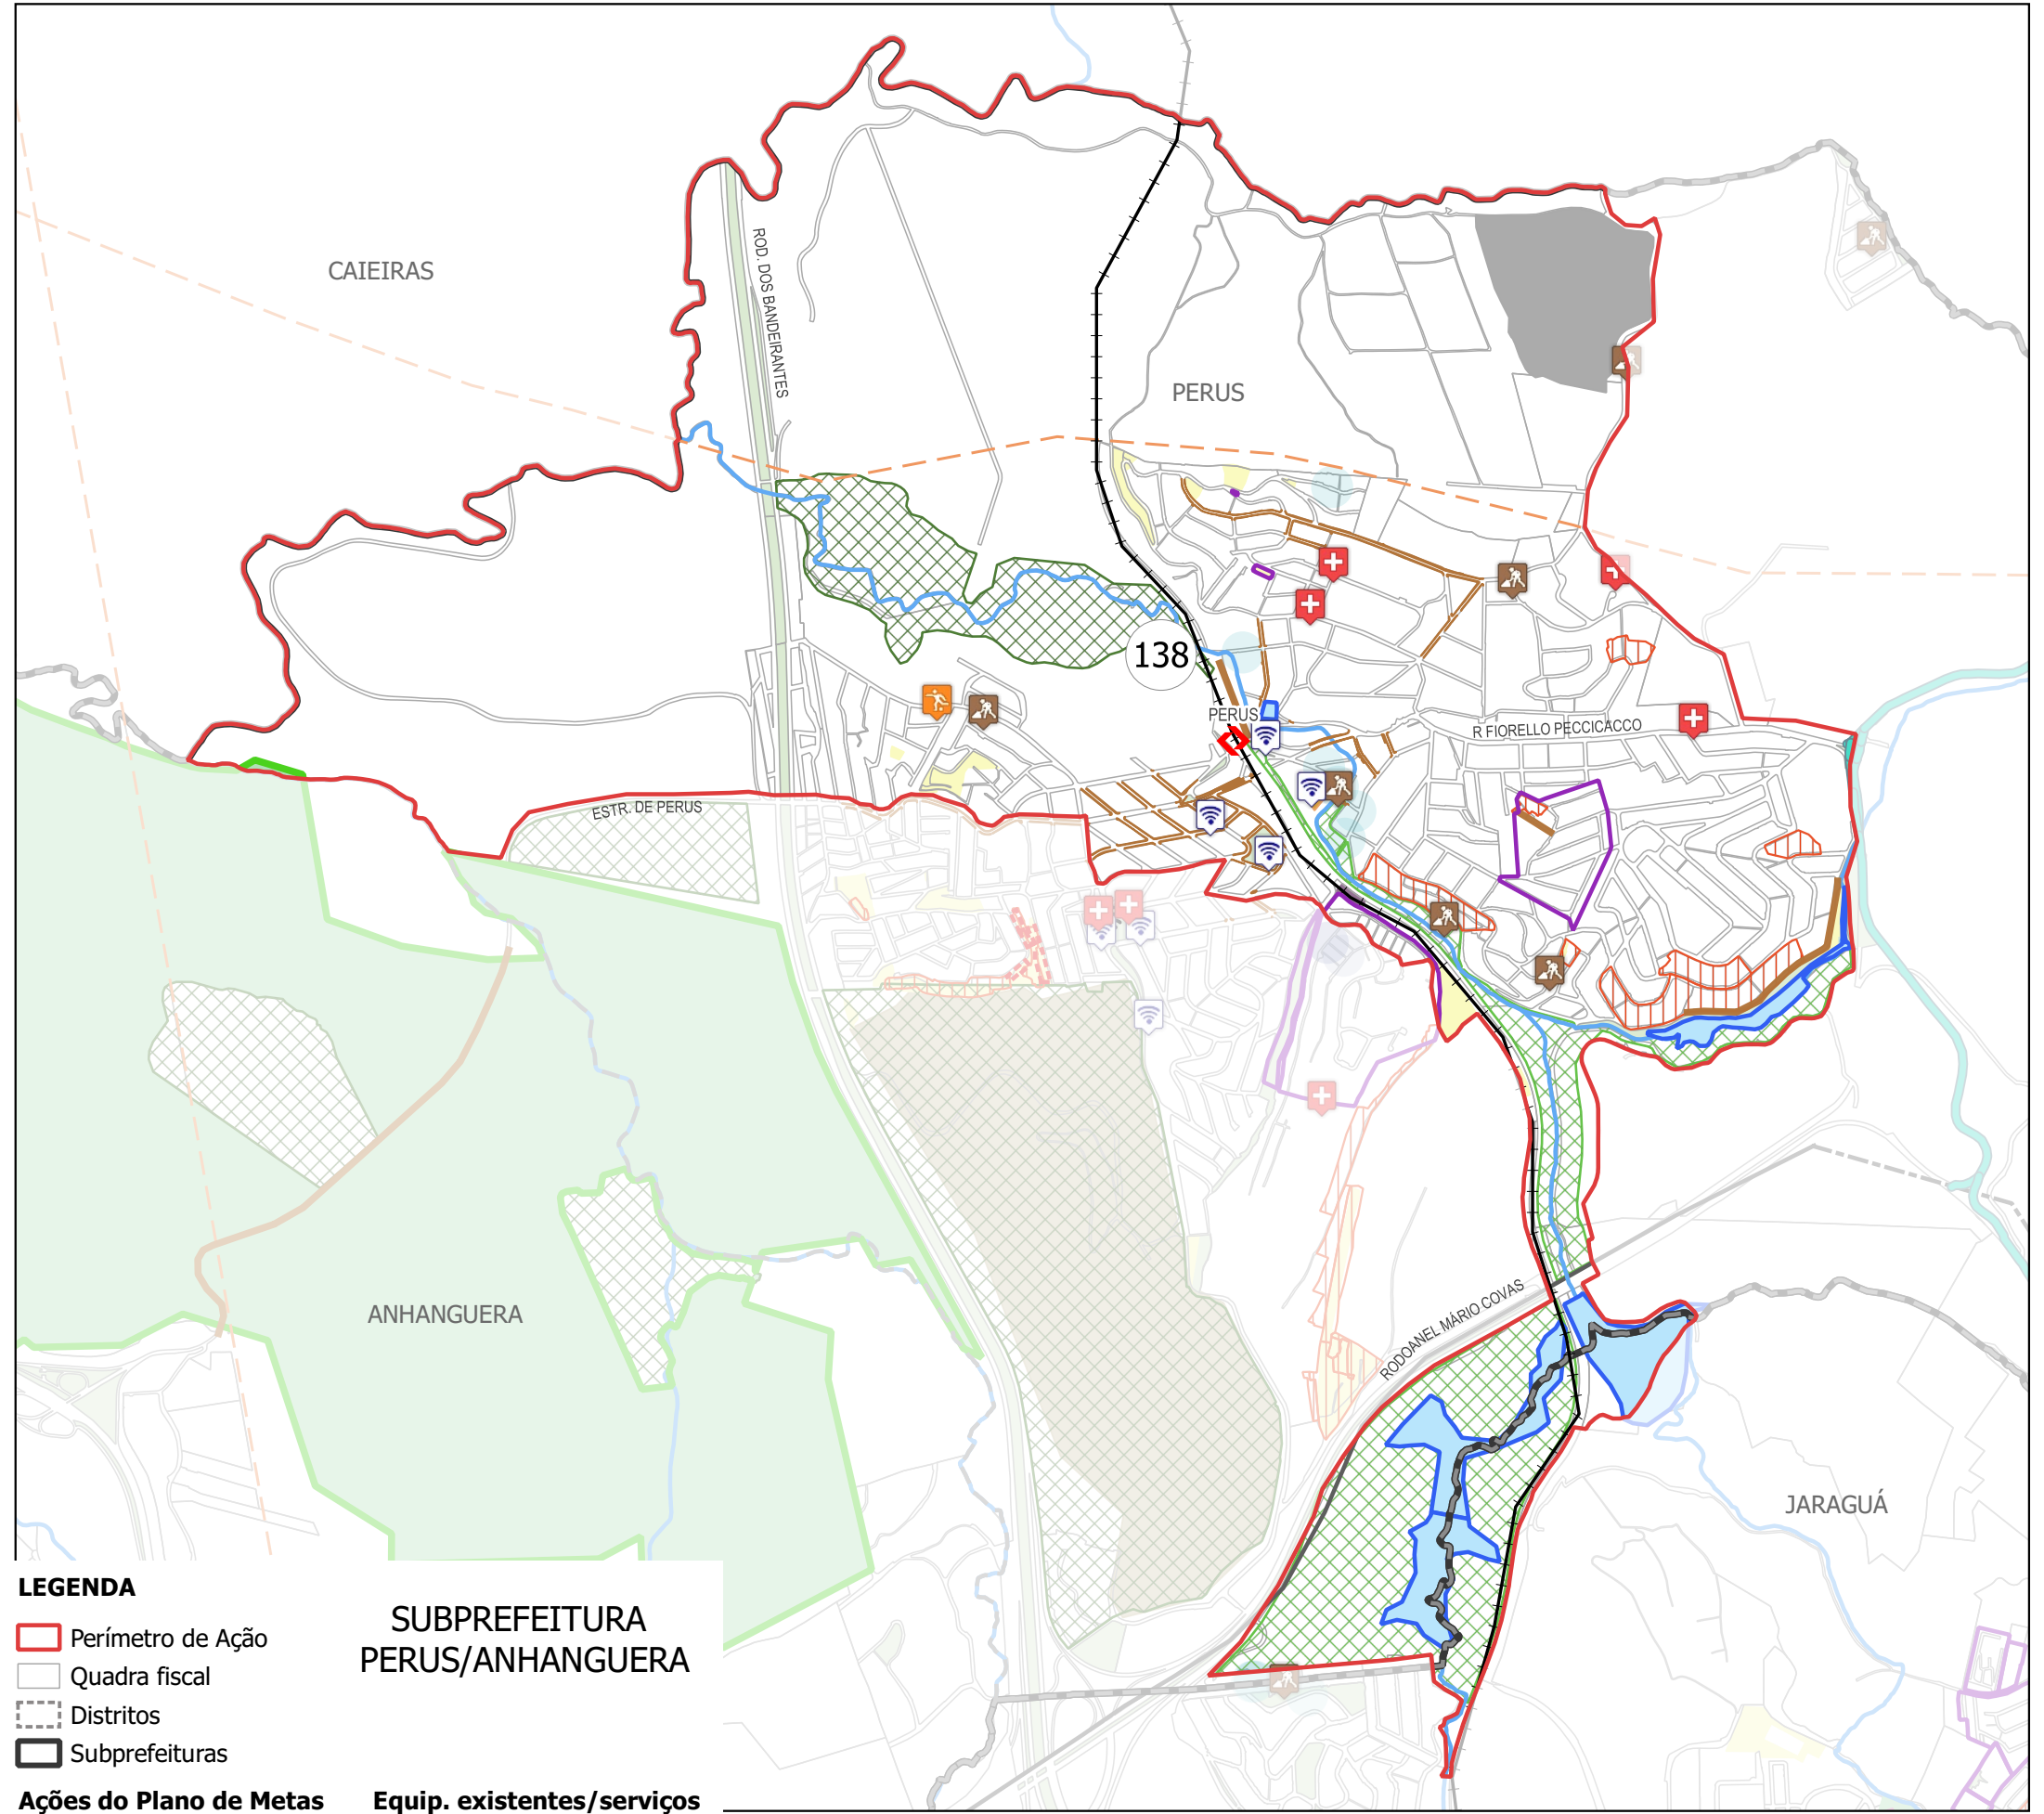 CAIEIRAS
ROD. DOS BANDEIRANTES
PERUS
138
PERUS
R FIORELLO PECCICACCO
ESTR. DE PERUS
ANHANGUERA
RODOANEL MÁRIO COVAS
JARAGUÁ
LEGENDA
SUBPREFEITURA
PERUS/ANHANGUERA
Perímetro de Ação
Quadra fiscal
Distritos
Subprefeituras
Ações do Plano de Metas
Equip. existentes/serviços